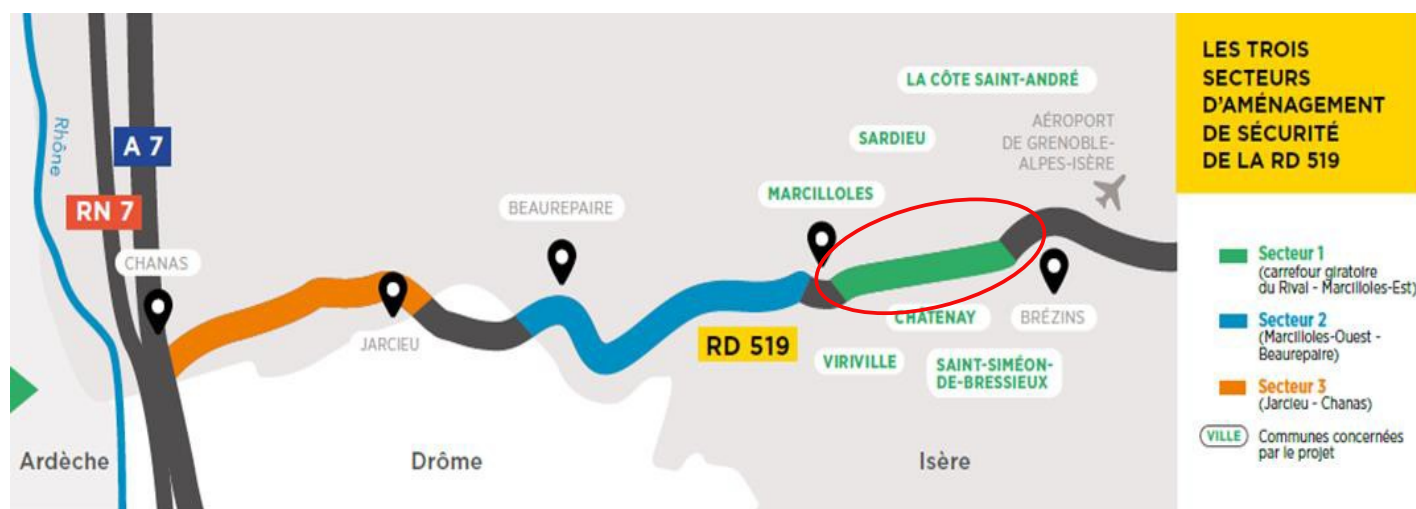 Rhône
A 7
RN 7
CHANAS
JARCIEU
BEAUREPAIRE
RD 519
LA CÔTE SAINT-ANDRÉ
SARDIEU
AÉROPORT
DE GRENOBLE-
ALPES-ISÈRE
MARCILLOLES
CHÂTENAY
BRÉZINS
VIRIVILLE
SAINT-SIMÉON-
DE-BRESSIEUX
Ardèche
Drôme
Isère
LES TROIS
SECTEURS
D'AMÉNAGEMENT
DE SÉCURITÉ
DE LA RD 519
Secteur 1
(carrefour giratoire
du Rival - Marcilloles-Est)
Secteur 2
(Marcilloles-Ouest -
Beaurepaire)
Secteur 3
(Jarcieu - Chanas)
VILLE Communes concernées
par le projet